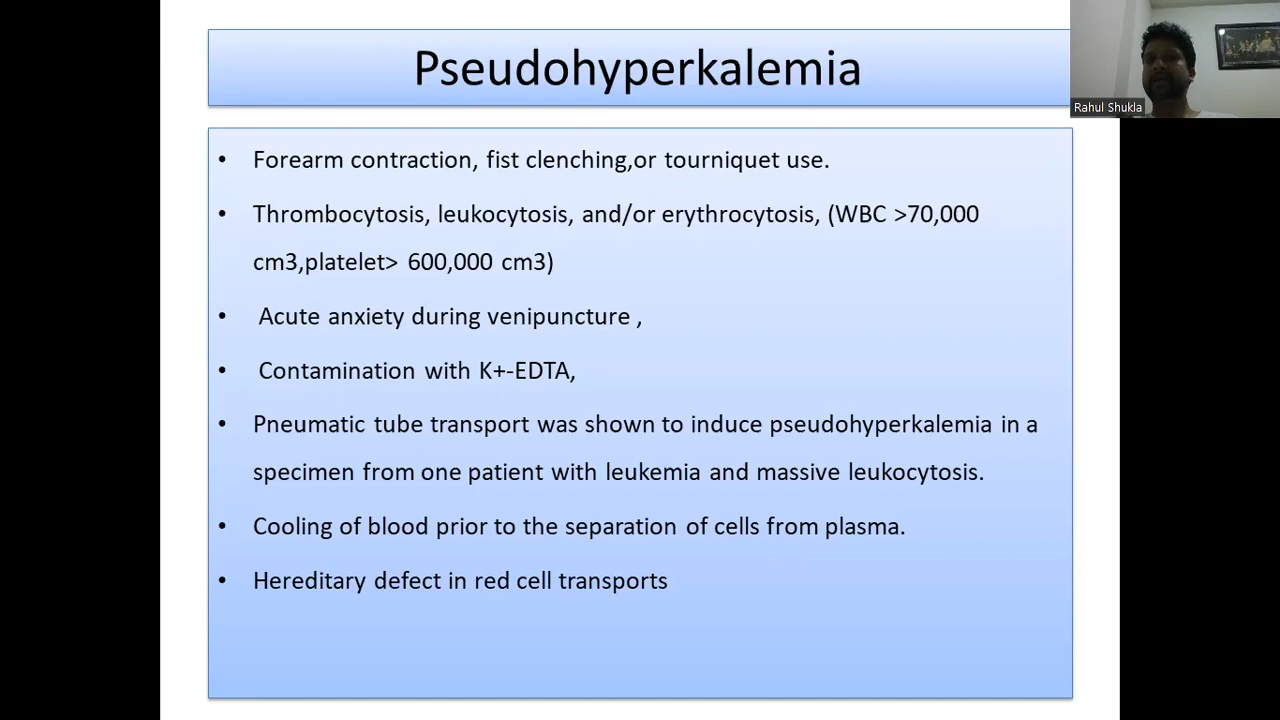 Pseudohyperkalemia
Rahul Shukla
• Forearm contraction, fist clenching,or tourniquet use.
• Thrombocytosis, leukocytosis, and/or erythrocytosis, (WBC >70,000
cm3,platelet> 600,000 cm3)
• Acute anxiety during venipuncture ,
• Contamination with K+-EDTA,
• Pneumatic tube transport was shown to induce pseudohyperkalemia in a
specimen from one patient with leukemia and massive leukocytosis.
• Cooling of blood prior to the separation of cells from plasma.
• Hereditary defect in red cell transports